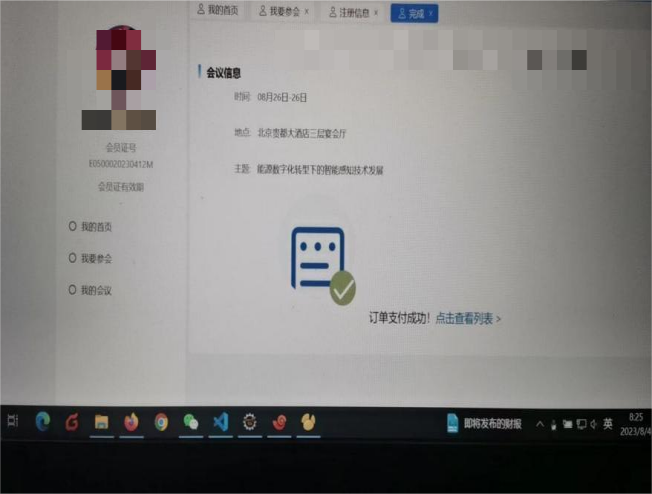 我的首页 我要参会 × 注册信息 × 完成 ×
会议信息
时间: 08月26日-26日
地点: 北京贵都大酒店三层宴会厅
主题: 能源数字化转型下的智能感知技术发展
会员证号
E0500020230412M
会员证有效期
我的首页
我要参会
我的会议
订单支付成功！点击查看列表 >
即将发布的财报
英
8:25
2023/8/4